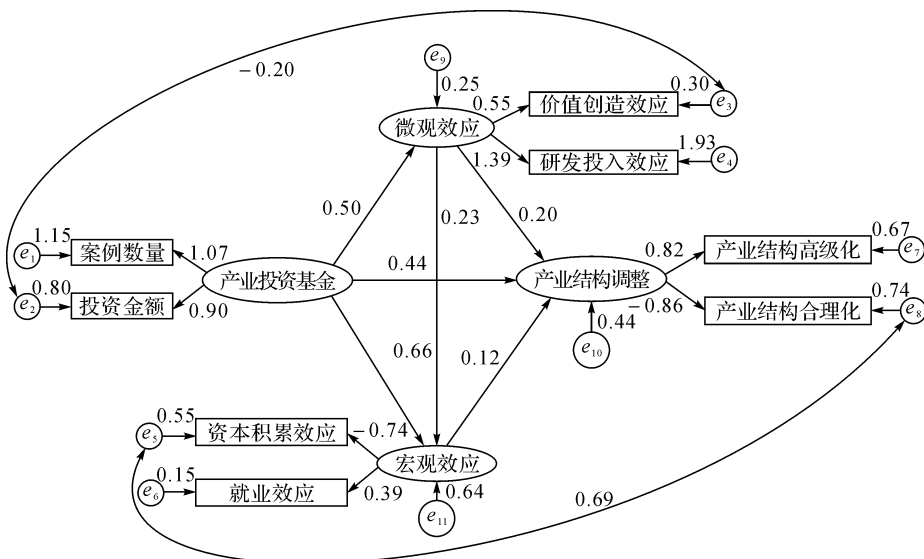 −0.20
e9
0.25
0.55
价值创造效应
0.30
e3
微观效应
1.39
研发投入效应
1.93
e4
0.50
0.23
0.20
1.15
e1
案例数量
1.07
产业投资基金
0.44
产业结构调整
0.82
产业结构高级化
0.67
e7
0.80
e2
投资金额
0.90
−0.86
产业结构合理化
0.74
e8
0.44
e10
0.66
0.12
0.55
e5
资本积累效应
−0.74
宏观效应
0.15
e6
就业效应
0.39
0.64
e11
0.69